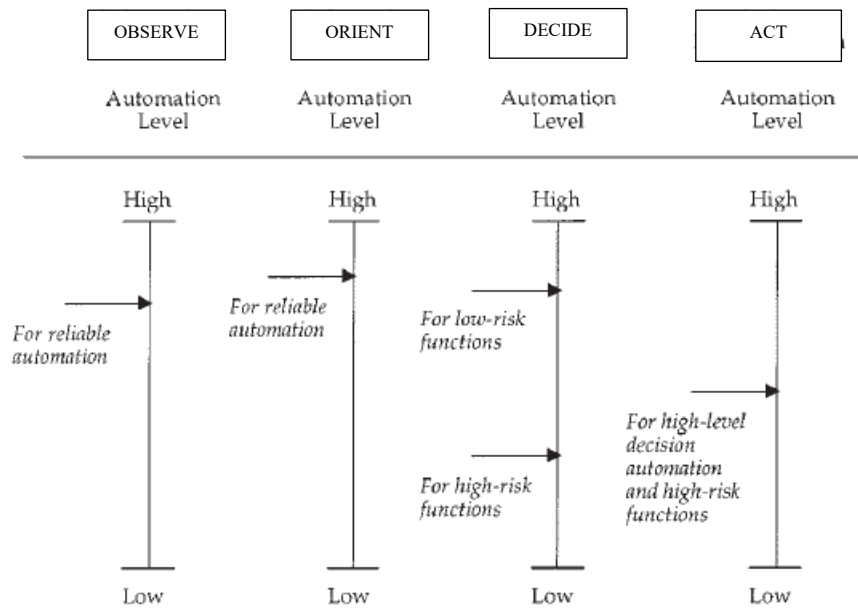 OBSERVE
ORIENT
DECIDE
ACT
Automation
Level
Automation
Level
Automation
Level
Automation
Level
High
High
High
High
For reliable
automation
For reliable
automation
For low-risk
functions
For high-risk
functions
For high-level
decision
automation
and high-risk
functions
Low
Low
Low
Low